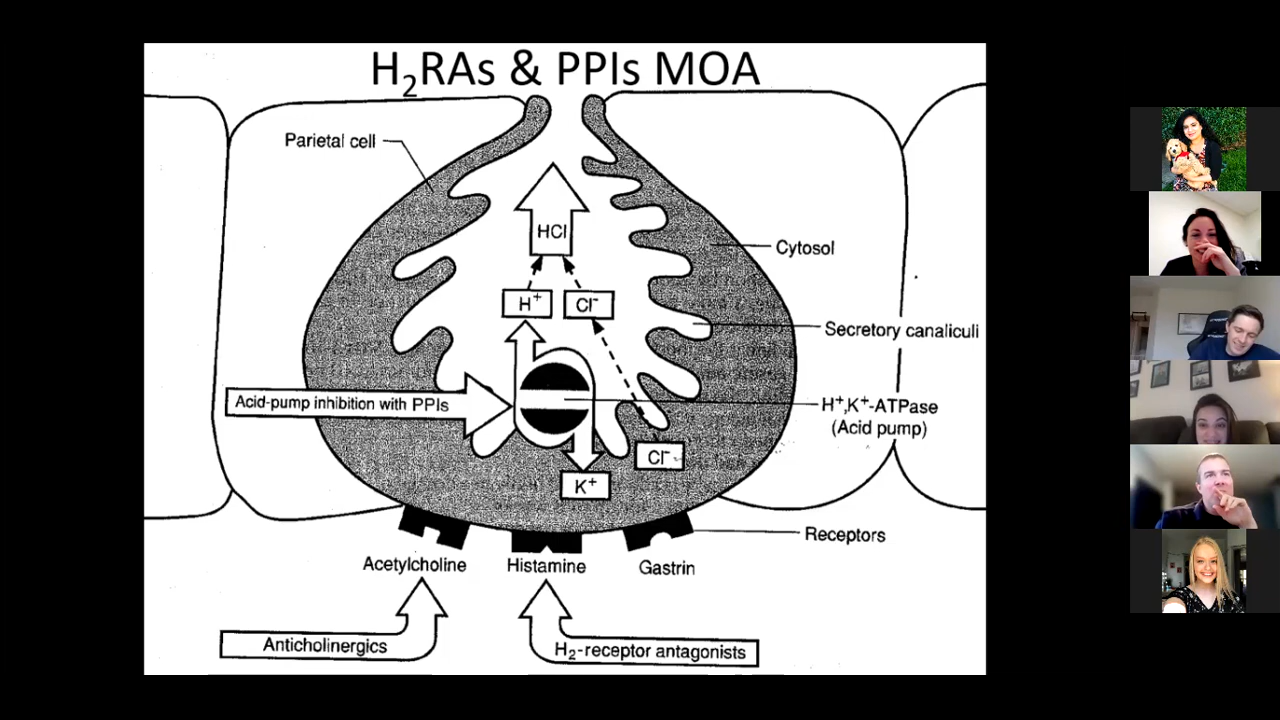 H₂RAs & PPIs MOA
Parietal cell
HCl
Cytosol
H⁺
Cl⁻
Secretory canaliculi
Acid-pump inhibition with PPIs
H⁺,K⁺-ATPase
(Acid pump)
Cl⁻
K⁺
Receptors
Acetylcholine
Histamine
Gastrin
Anticholinergics
H₂-receptor antagonists